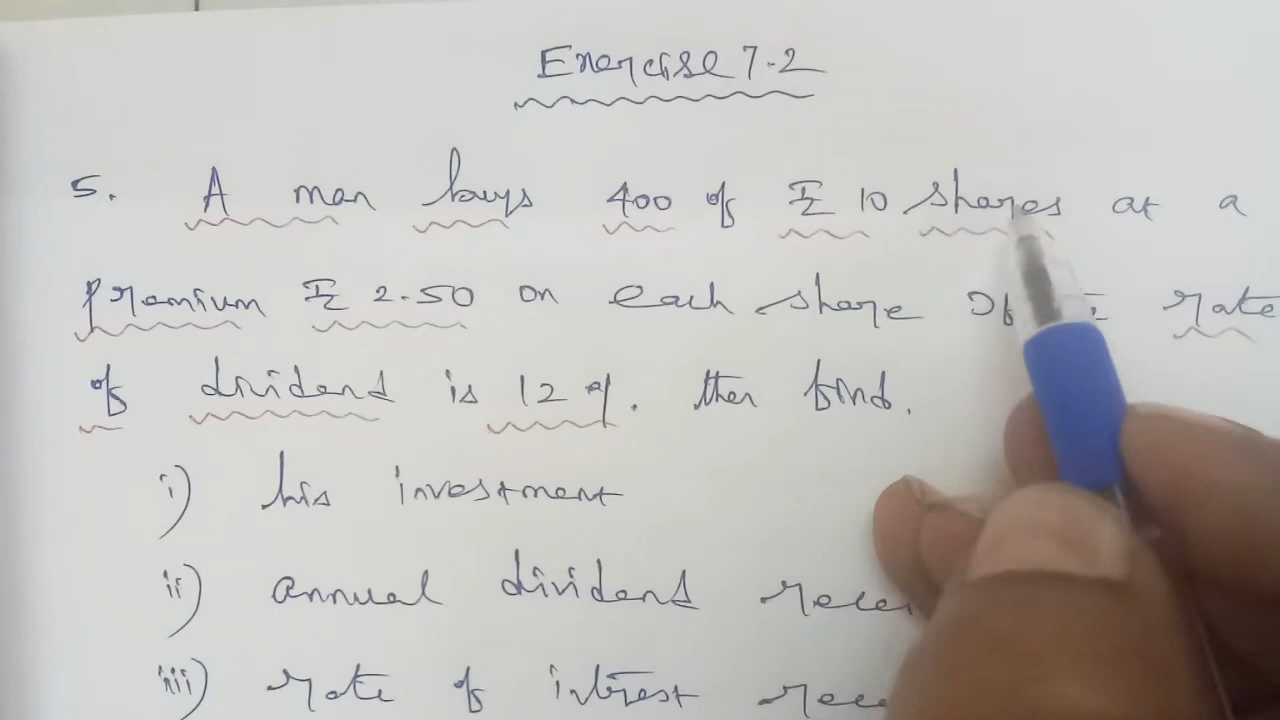 Exercise 7.2
5. A man buys 400 of ₹ 10 shares at a
premium ₹ 2.50 on each share If rate
of dividend is 12 %. then find.
i) his investment
ii) annual dividend
iii) rate of interest